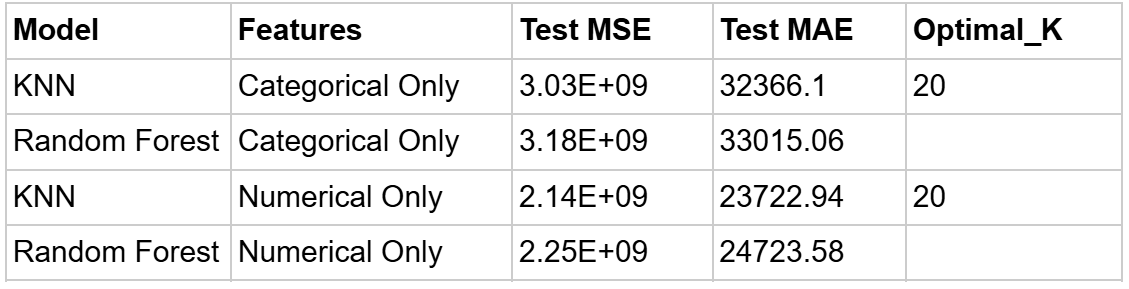 Model Features Test MSE Test MAE Optimal_K
KNN Categorical Only 3.03E+09 32366.1 20
Random Forest Categorical Only 3.18E+09 33015.06
KNN Numerical Only 2.14E+09 23722.94 20
Random Forest Numerical Only 2.25E+09 24723.58